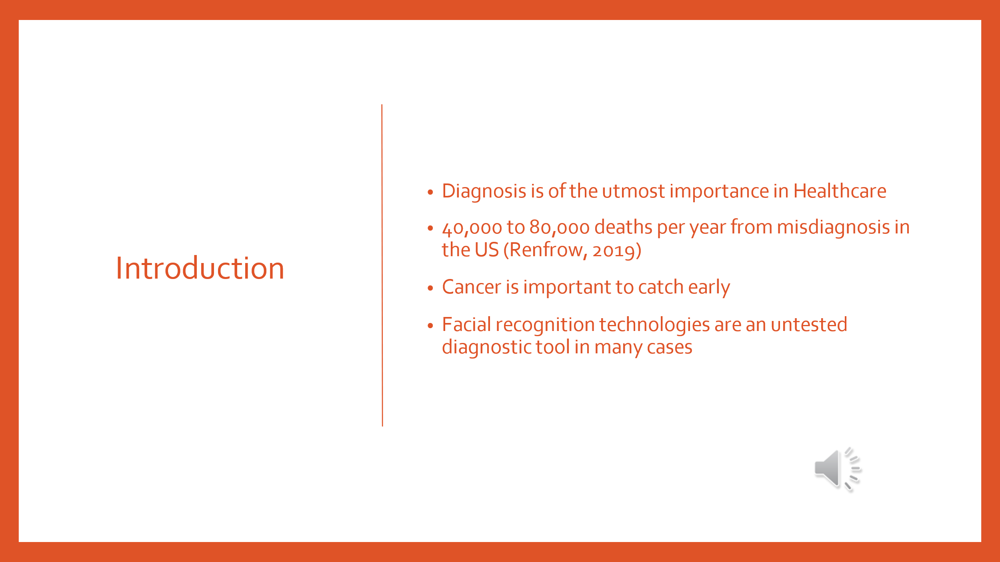 Introduction
• Diagnosis is of the utmost importance in Healthcare
• 40,000 to 80,000 deaths per year from misdiagnosis in
the US (Renfrow, 2019)
• Cancer is important to catch early
• Facial recognition technologies are an untested
diagnostic tool in many cases